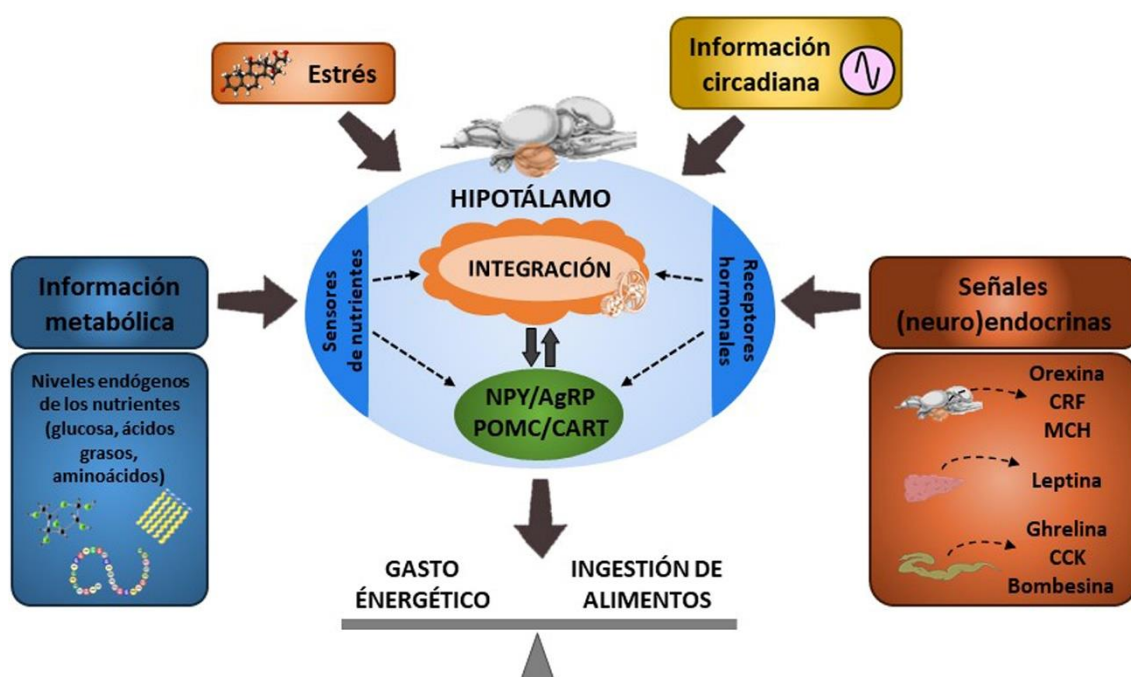 Estrés
Información
circadiana
HIPOTÁLAMO
Sensores
de nutrientes
INTEGRACIÓN
Receptores
hormonales
NPY/AgRP
POMC/CART
Información
metabólica
Niveles endógenos
de los nutrientes
(glucosa, ácidos
grasos,
aminoácidos)
Señales
(neuro)endocrinas
Orexina
CRF
MCH
Leptina
Ghrelina
CCK
Bombesina
GASTO
ÉNERGÉTICO
INGESTIÓN DE
ALIMENTOS